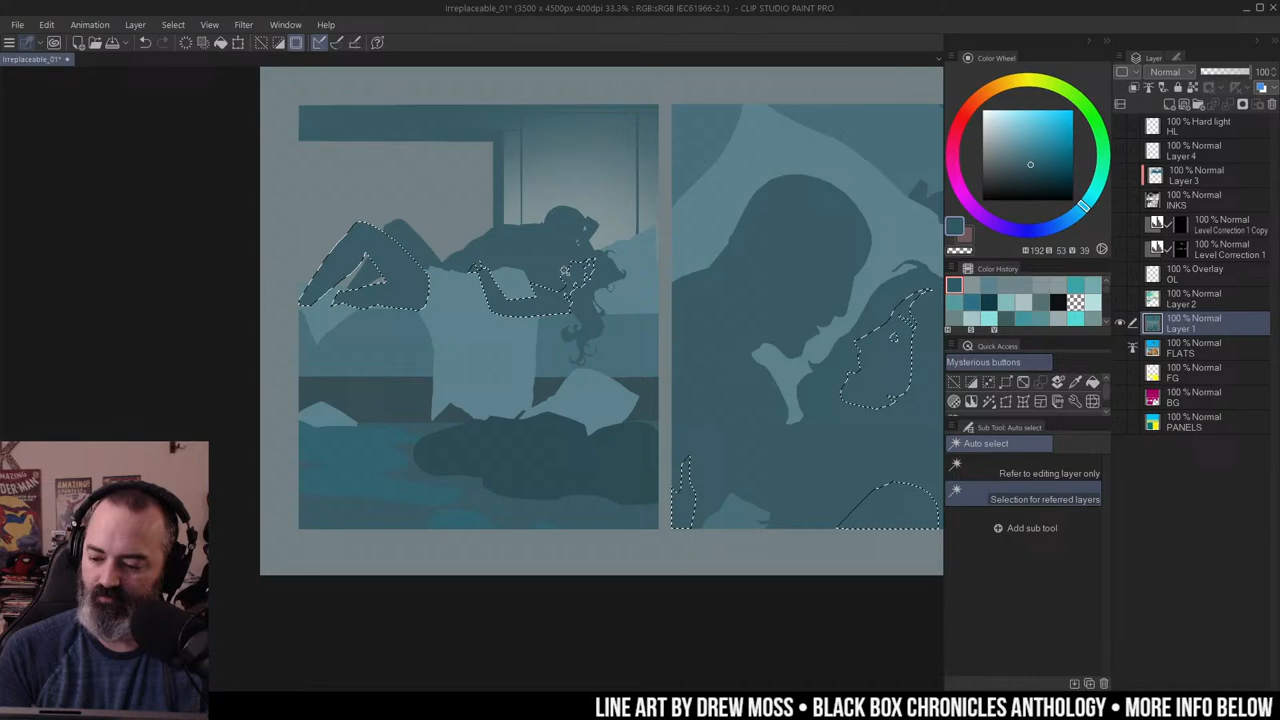 Irreplaceable_01* (3500 x 4500px 400dpi 33.3% : RGB:sRGB IEC61966-2.1) - CLIP STUDIO PAINT PRO
File Edit Animation Layer Select View Filter Window Help
Irreplaceable_01*
Color Wheel
H 192 S 53 V 39
Color History
H S V
Quick Access
Mysterious buttons
Sub Tool: Auto select
Auto select
Refer to editing layer only
Selection for referred layers
Add sub tool
Layer
Normal 100
100 % Hard light
HL
100 % Normal
Layer 4
100 % Normal
Layer 3
100 % Normal
INKS
100 % Normal
Level Correction 1 Copy
100 % Normal
Level Correction 1
100 % Overlay
OL
100 % Normal
Layer 2
100 % Normal
Layer 1
100 % Normal
FLATS
100 % Normal
FG
100 % Normal
BG
100 % Normal
PANELS
AMAZING
SPIDER-MAN
AMAZING
LINE ART BY DREW MOSS • BLACK BOX CHRONICLES ANTHOLOGY • MORE INFO BELOW